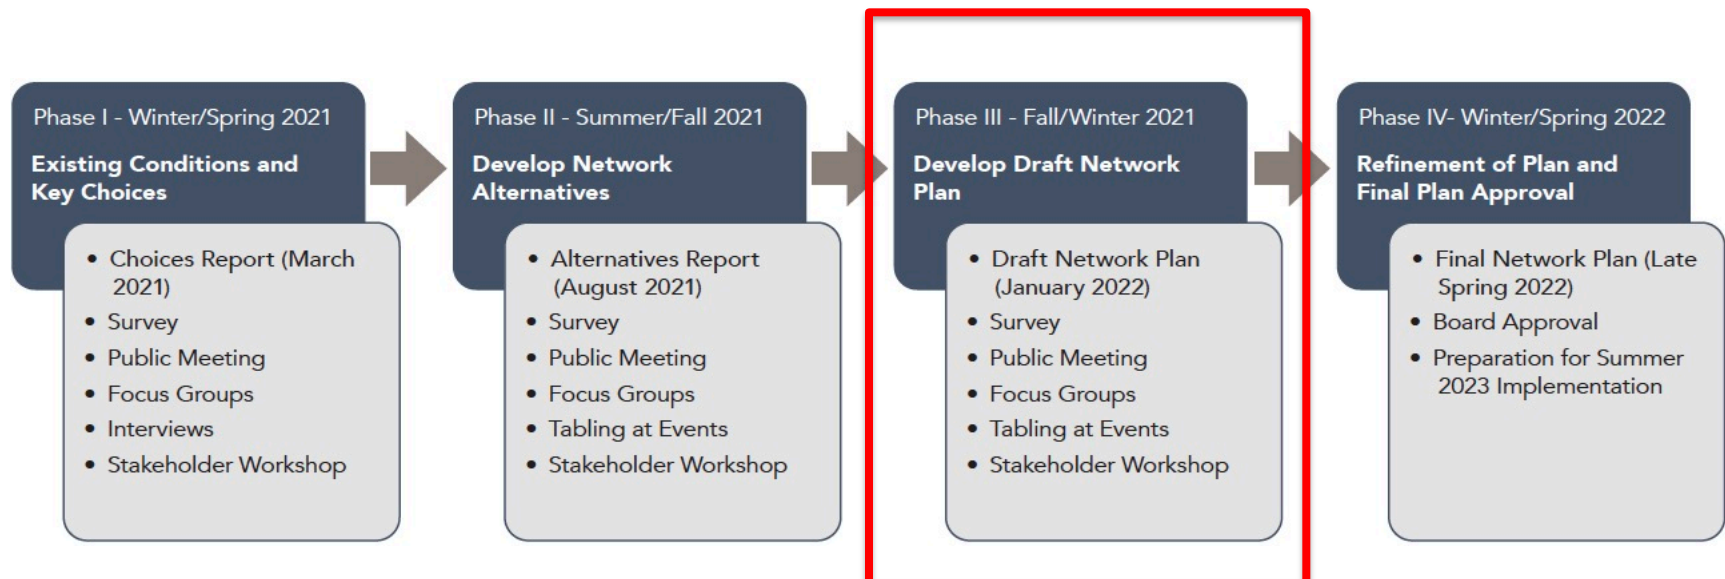 Phase I - Winter/Spring 2021
Existing Conditions and
Key Choices
• Choices Report (March
2021)
• Survey
• Public Meeting
• Focus Groups
• Interviews
• Stakeholder Workshop
Phase II - Summer/Fall 2021
Develop Network
Alternatives
• Alternatives Report
(August 2021)
• Survey
• Public Meeting
• Focus Groups
• Tabling at Events
• Stakeholder Workshop
Phase III - Fall/Winter 2021
Develop Draft Network
Plan
• Draft Network Plan
(January 2022)
• Survey
• Public Meeting
• Focus Groups
• Tabling at Events
• Stakeholder Workshop
Phase IV- Winter/Spring 2022
Refinement of Plan and
Final Plan Approval
• Final Network Plan (Late
Spring 2022)
• Board Approval
• Preparation for Summer
2023 Implementation